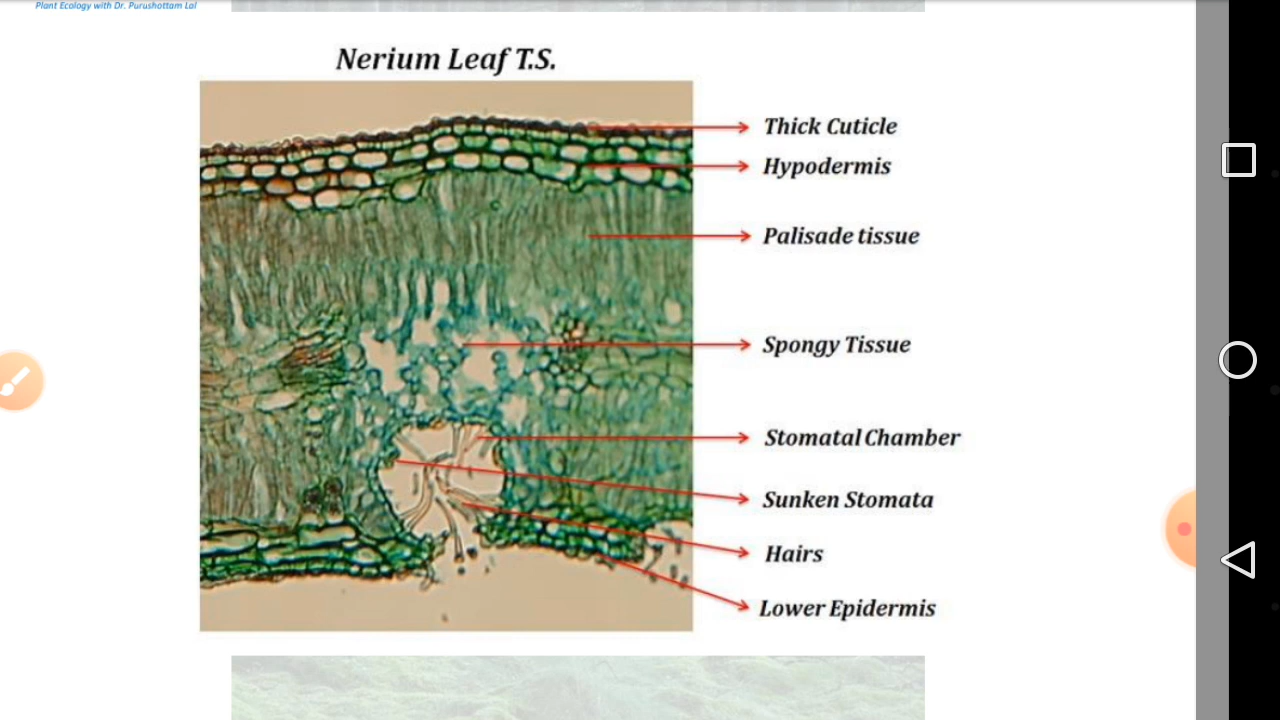 Plant Ecology with Dr. Purushottam Lal
Nerium Leaf T.S.
Thick Cuticle
Hypodermis
Palisade tissue
Spongy Tissue
Stomatal Chamber
Sunken Stomata
Hairs
Lower Epidermis